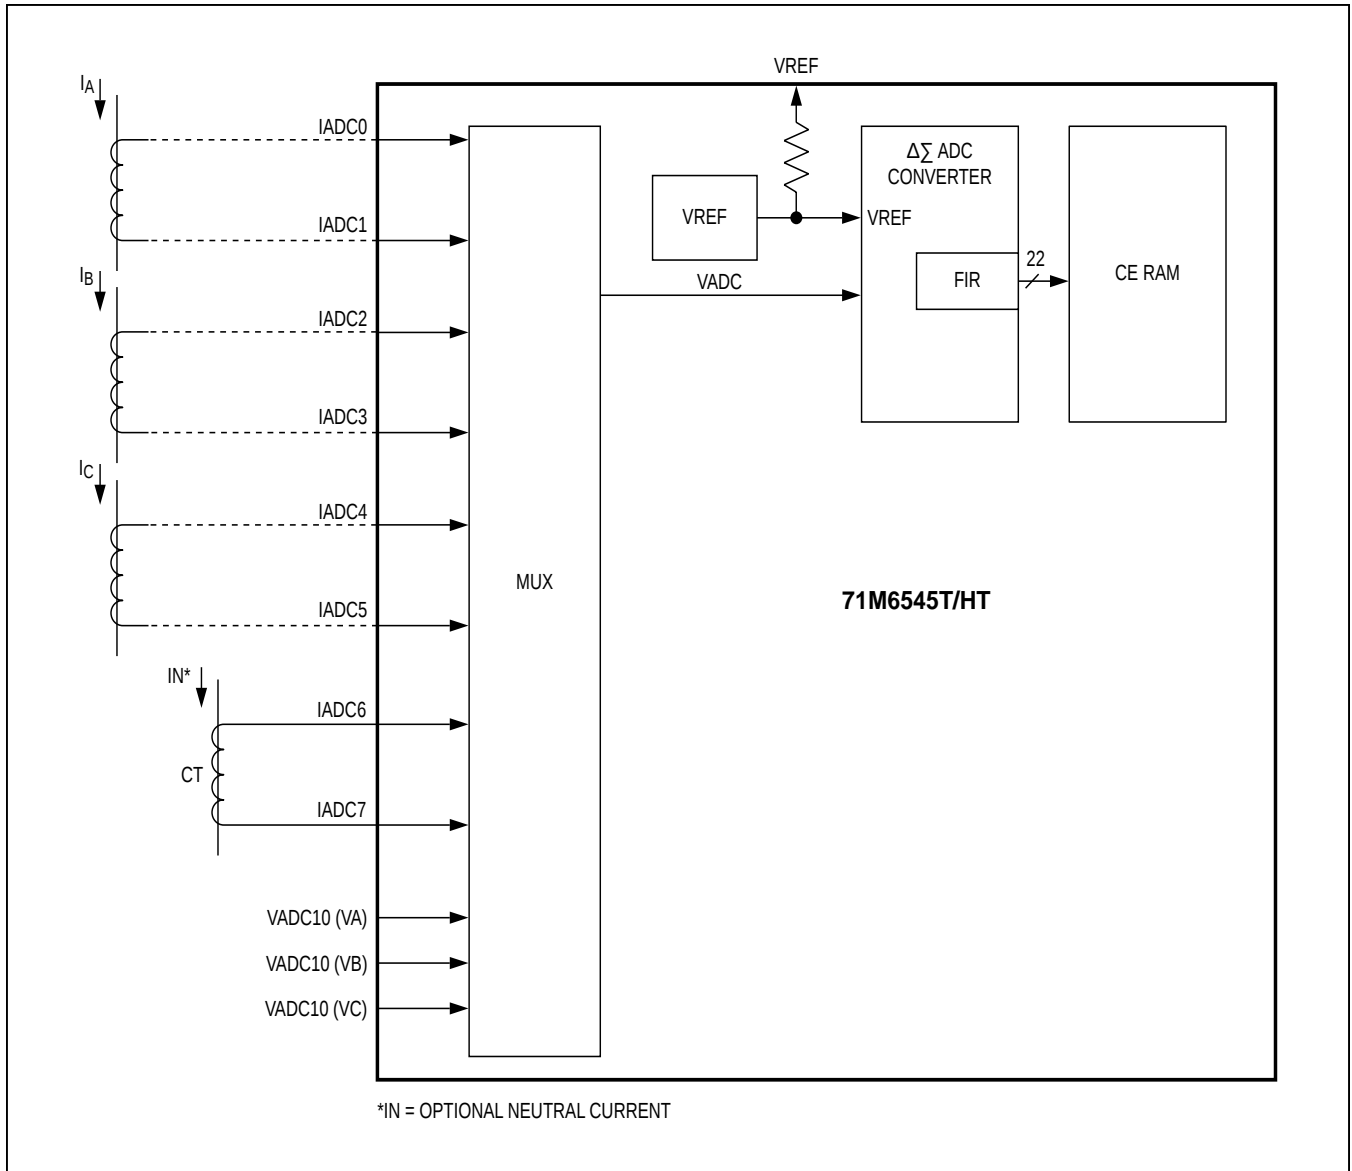 VREF
IA
IADC0
IADC1
ΔΣ ADC
CONVERTER
VREF
VREF
VADC
FIR
22
CE RAM
IB
IADC2
IADC3
IC
IADC4
IADC5
MUX
71M6545T/HT
IN*
IADC6
CT
IADC7
VADC10 (VA)
VADC10 (VB)
VADC10 (VC)
*IN = OPTIONAL NEUTRAL CURRENT